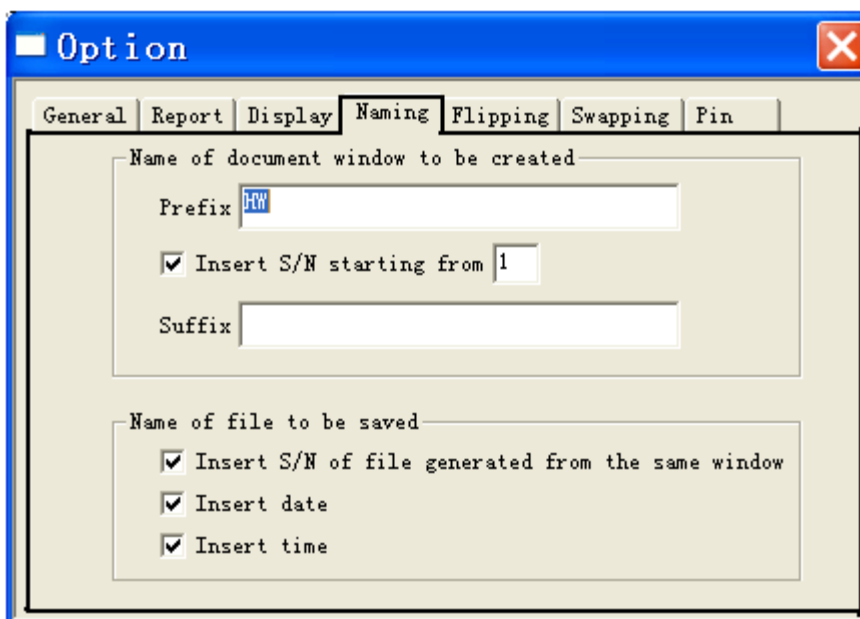 Option
General Report Display Naming Flipping Swapping Pin
Name of document window to be created
Prefix HW
Insert S/N starting from 1
Suffix
Name of file to be saved
Insert S/N of file generated from the same window
Insert date
Insert time